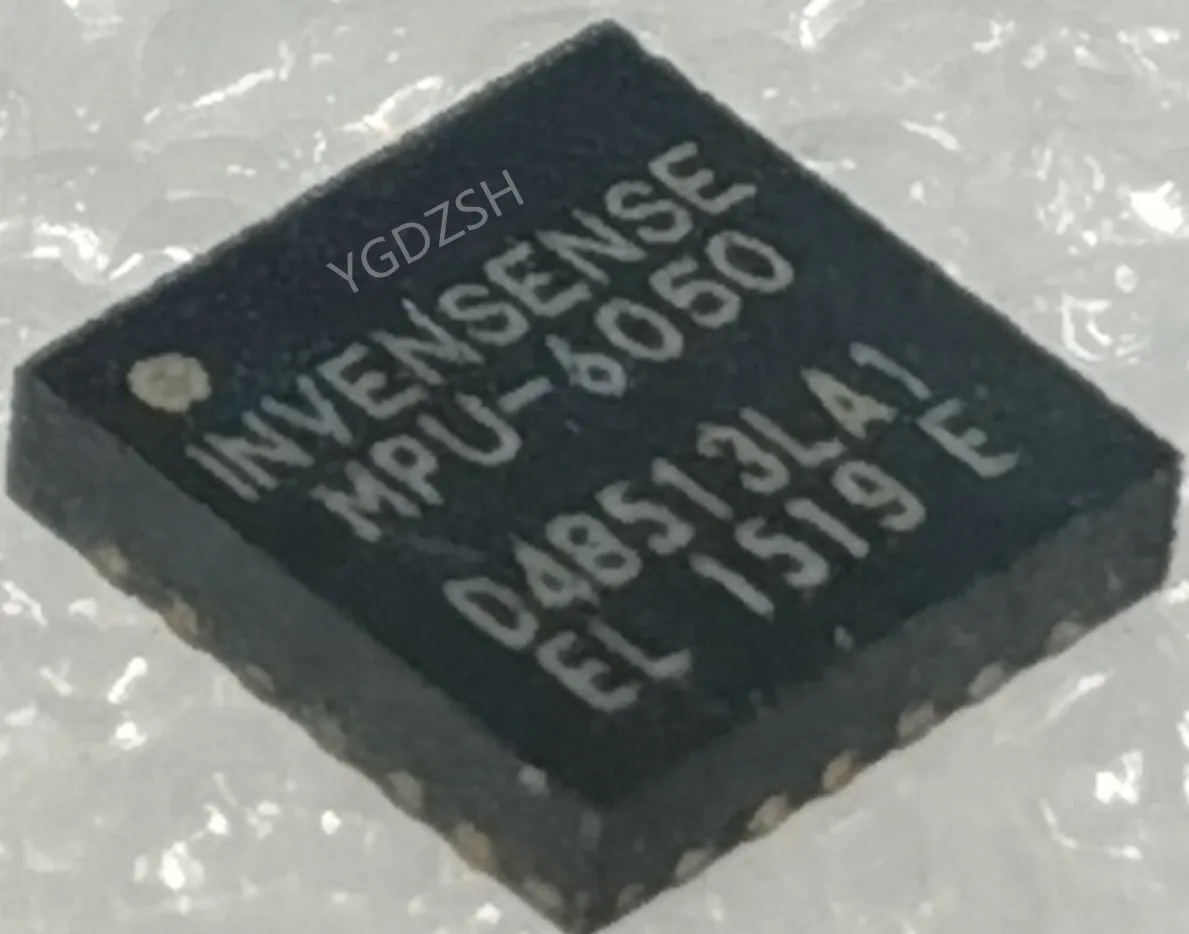 YGDZSH
INVENSENSE
MPU-6050
D48513LA1
EL 1519 E